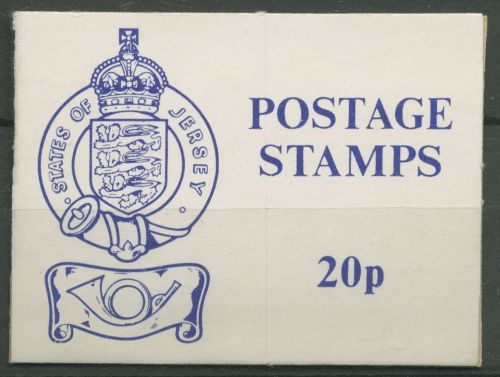 STATES OF JERSEY
POSTAGE
STAMPS
20p